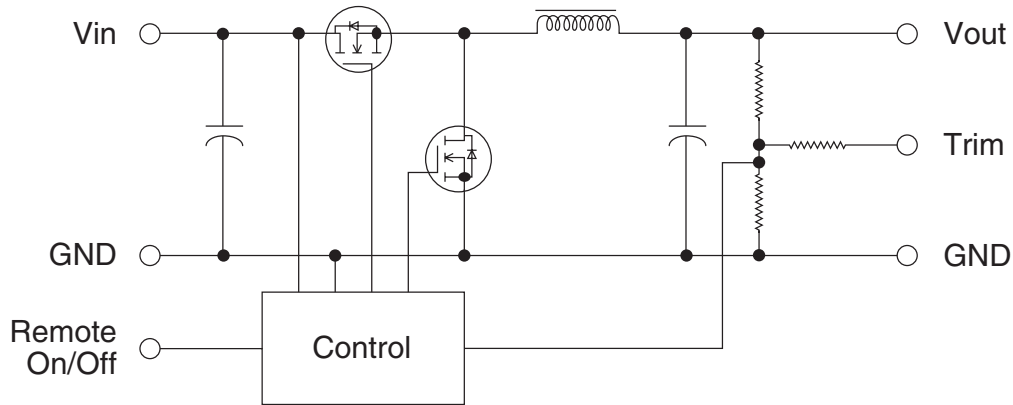 Vin
Vout
Trim
GND
GND
Remote
On/Off
Control